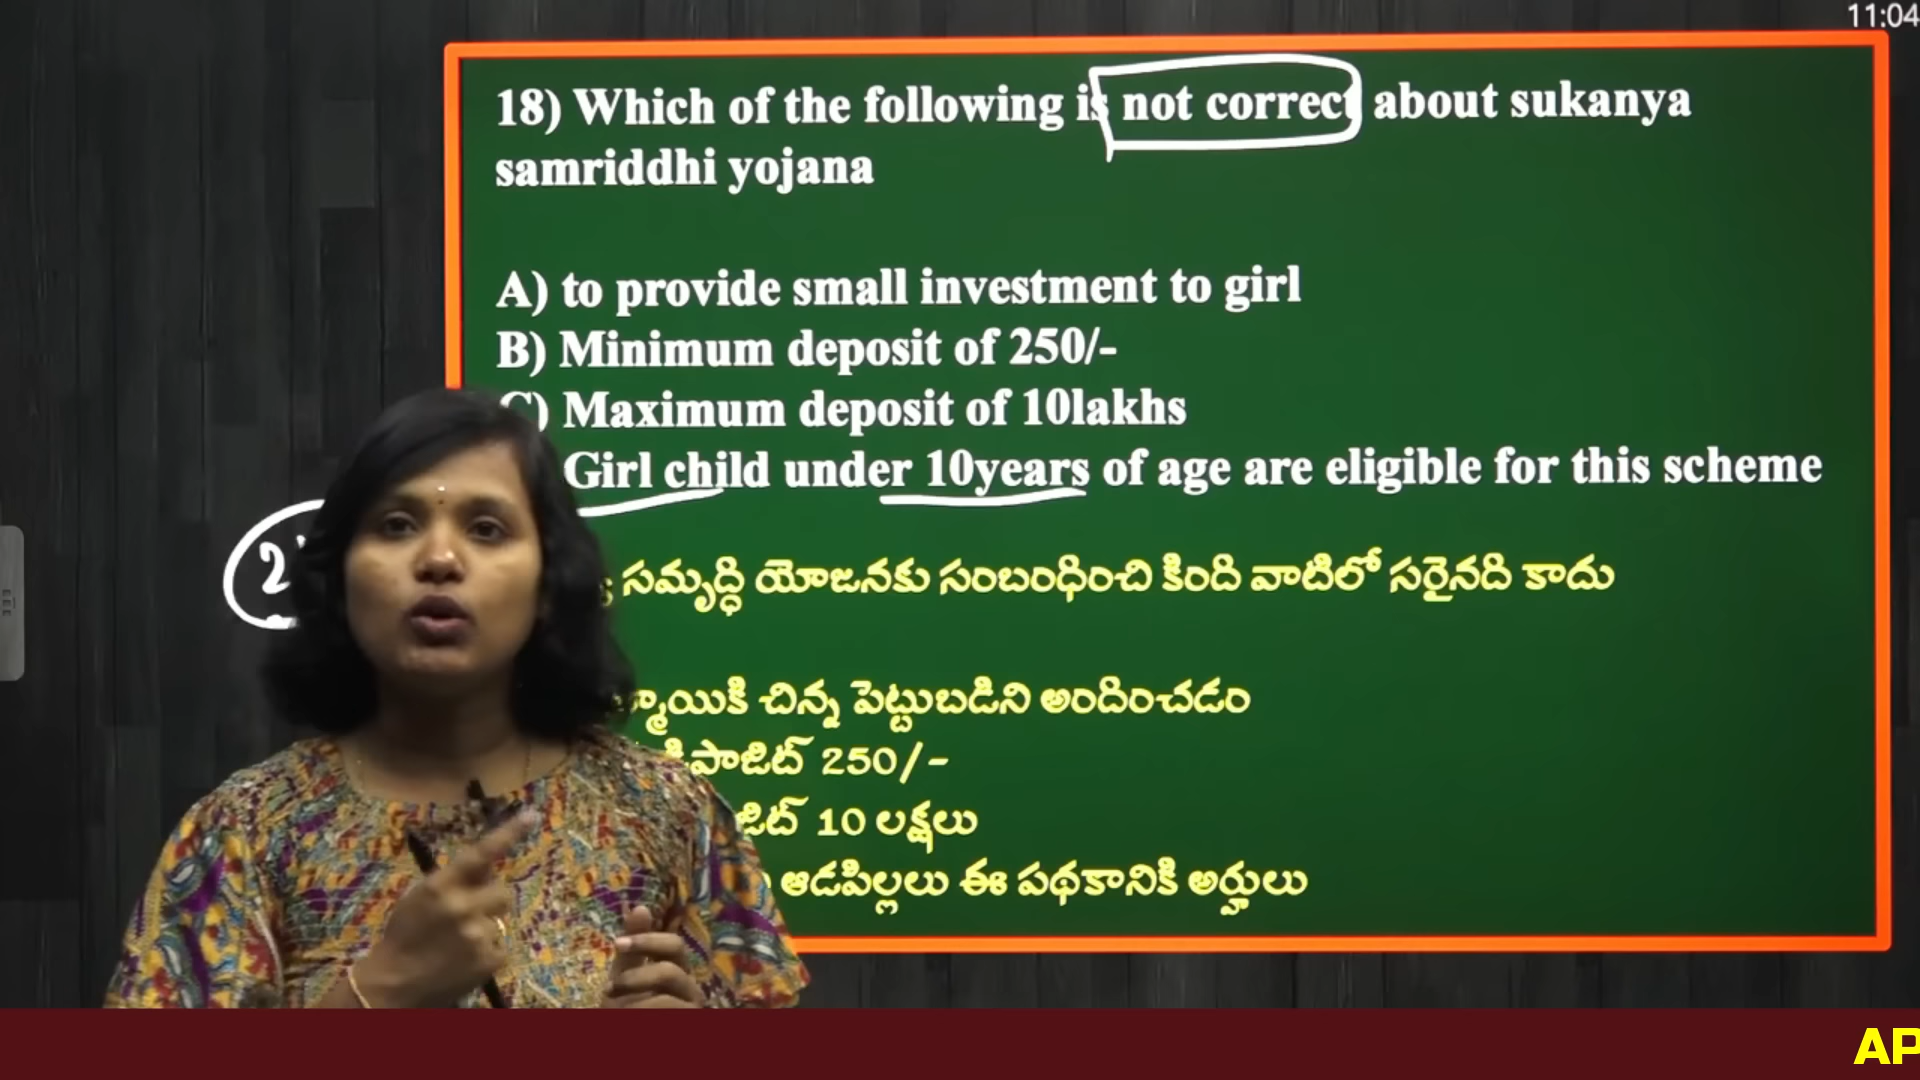 11:04
18) Which of the following is not correct about sukanya
samriddhi yojana
A) to provide small investment to girl
B) Minimum deposit of 250/-
C) Maximum deposit of 10lakhs
Girl child under 10years of age are eligible for this scheme
సమృద్ధి యోజనకు సంబంధించి కింది వాటిలో సరైనది కాదు
చిన్న పెట్టుబడిని అందించడం
250/-
10 లక్షలు
ఆడపిల్లలు ఈ పథకానికి అర్హులు
AP